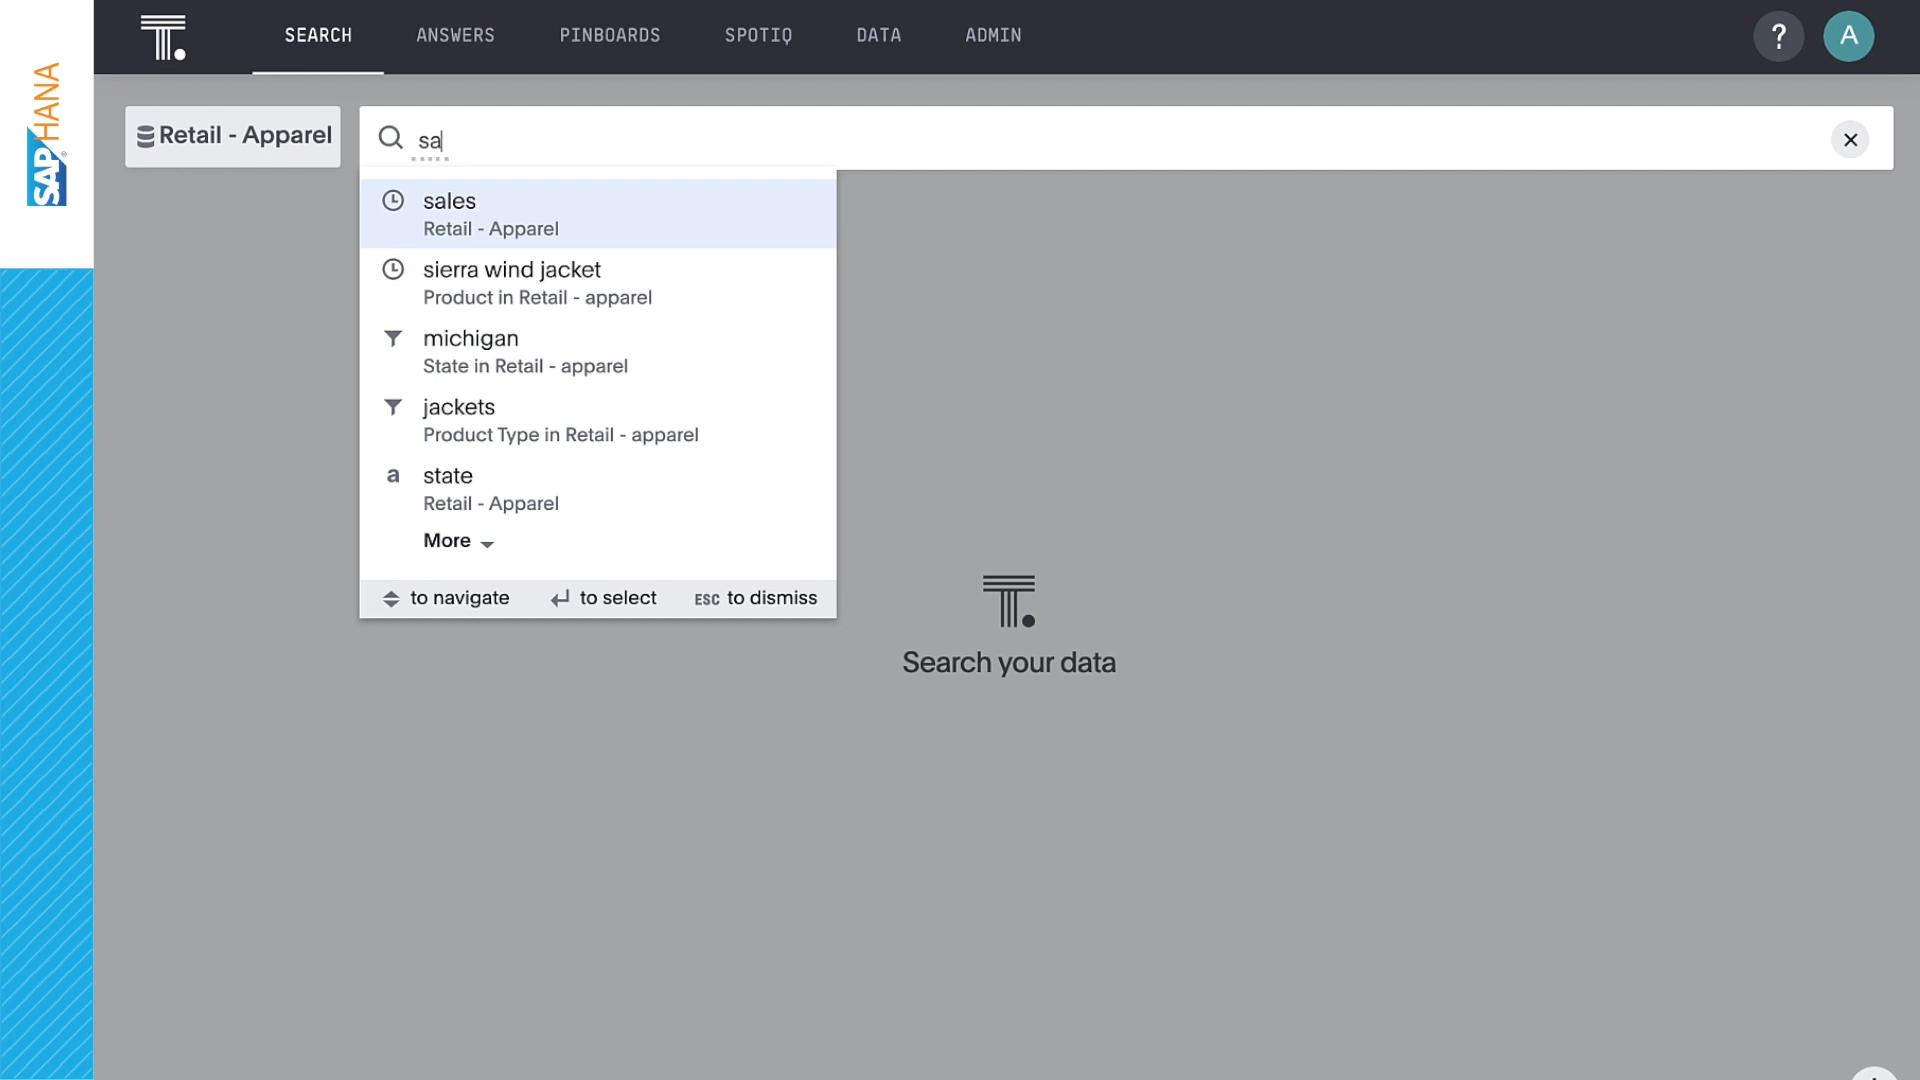 SAP HANA
T.
SEARCH
ANSWERS
PINBOARDS
SPOTIQ
DATA
ADMIN
?
A
Retail - Apparel
sa
sales
Retail - Apparel
sierra wind jacket
Product in Retail - apparel
michigan
State in Retail - apparel
jackets
Product Type in Retail - apparel
a state
Retail - Apparel
More
to navigate
to select
ESC to dismiss
T.
Search your data